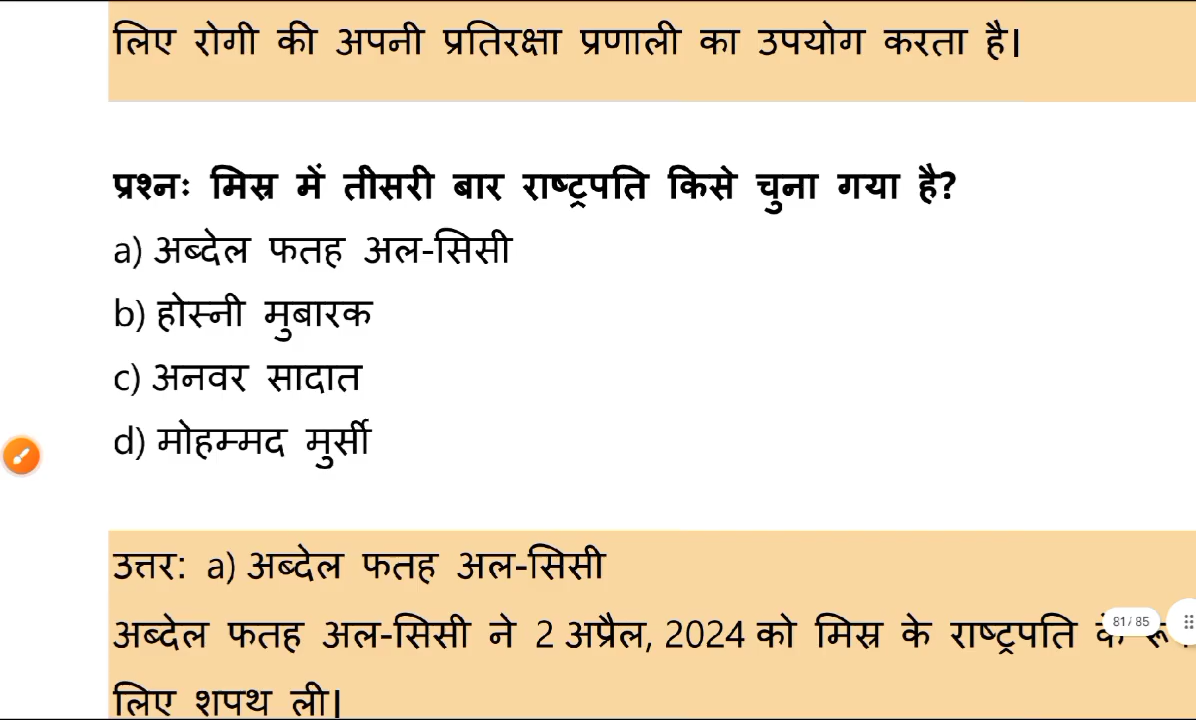 लिए रोगी की अपनी प्रतिरक्षा प्रणाली का उपयोग करता है।
प्रश्नः मिस्र में तीसरी बार राष्ट्रपति किसे चुना गया है?
a) अब्देल फतह अल-सिसी
b) होस्नी मुबारक
c) अनवर सादात
d) मोहम्मद मुर्सी
उत्तर: a) अब्देल फतह अल-सिसी
अब्देल फतह अल-सिसी ने 2 अप्रैल, 2024 को मिस्र के राष्ट्रपति के
81 / 85
लिए शपथ ली।